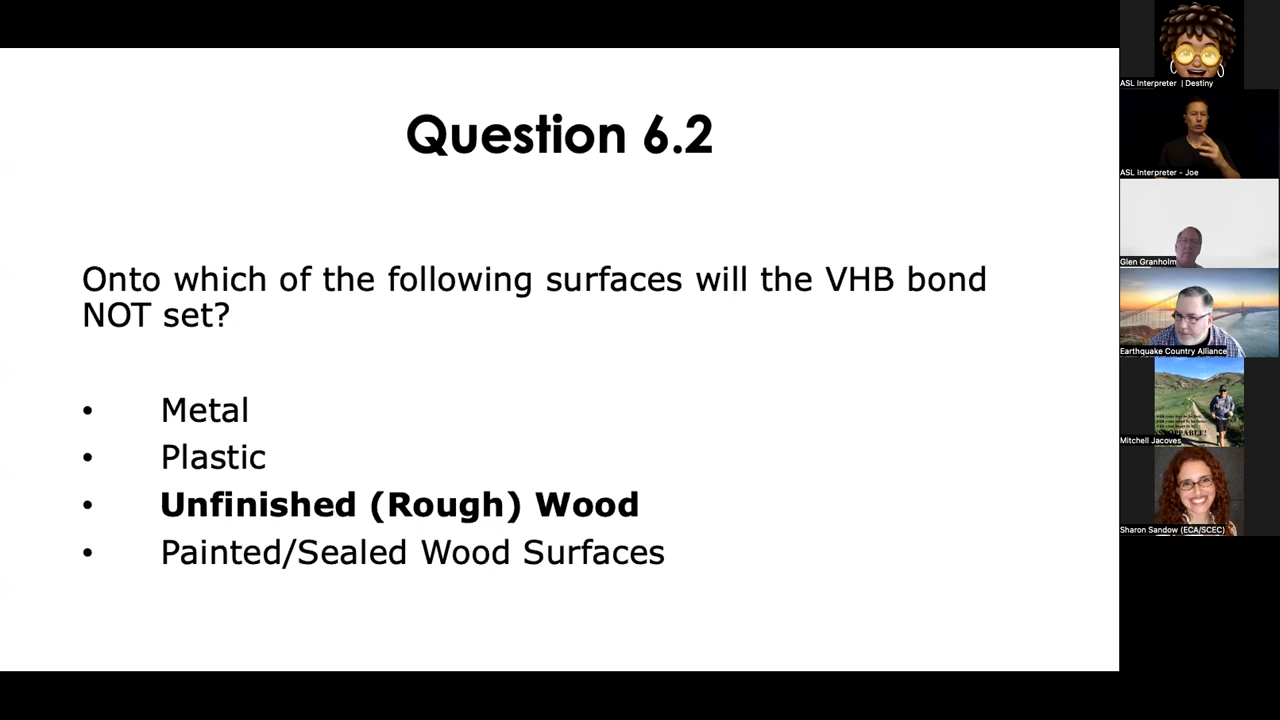 Question 6.2
Onto which of the following surfaces will the VHB bond
NOT set?
• Metal
• Plastic
• Unfinished (Rough) Wood
• Painted/Sealed Wood Surfaces
ASL Interpreter | Destiny
ASL Interpreter - Joe
Glen Granholm
Earthquake Country Alliance
Mitchell Jacoves
Sharon Sandow (ECA/SCEC)